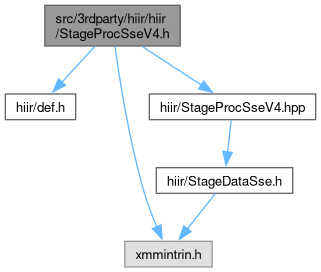 src/3rdparty/hiir/hiir
/StageProcSseV4.h
hiir/def.h
hiir/StageProcSseV4.hpp
hiir/StageDataSse.h
xmmintrin.h